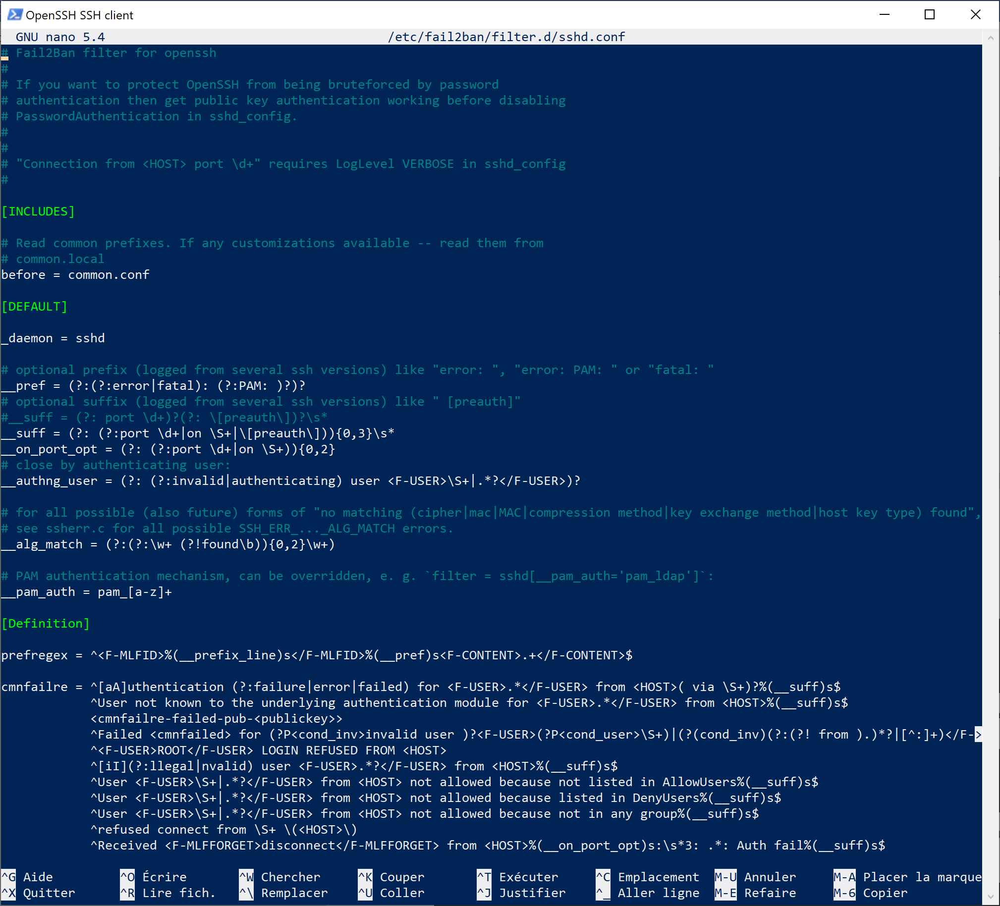 OpenSSH SSH client
GNU nano 5.4 /etc/fail2ban/filter.d/sshd.conf
# Fail2Ban filter for openssh
#
# If you want to protect OpenSSH from being bruteforced by password
# authentication then get public key authentication working before disabling
# PasswordAuthentication in sshd_config.
#
#
# "Connection from <HOST> port \d+" requires LogLevel VERBOSE in sshd_config
#
[INCLUDES]
# Read common prefixes. If any customizations available -- read them from
# common.local
before = common.conf
[DEFAULT]
_daemon = sshd
# optional prefix (logged from several ssh versions) like "error: ", "error: PAM: " or "fatal: "
__pref = (?:(?:error|fatal): (?:PAM: )?)?
# optional suffix (logged from several ssh versions) like " [preauth]"
#__suff = (?: port \d+)?(?: \[preauth\])?\s*
__suff = (?: (?:port \d+|on \S+|\[preauth\])){0,3}\s*
__on_port_opt = (?: (?:port \d+|on \S+)){0,2}
# close by authenticating user:
__authng_user = (?: (?:invalid|authenticating) user <F-USER>\S+|.*?</F-USER>)?
# for all possible (also future) forms of "no matching (cipher|mac|MAC|compression method|key exchange method|host key type) found",
# see ssherr.c for all possible SSH_ERR_..._ALG_MATCH errors.
__alg_match = (?:(?:\w+ (?!found\b)){0,2}\w+)
# PAM authentication mechanism, can be overridden, e. g. `filter = sshd[__pam_auth='pam_ldap']`:
__pam_auth = pam_[a-z]+
[Definition]
prefregex = ^<F-MLFID>%(__prefix_line)s</F-MLFID>%(__pref)s<F-CONTENT>.+</F-CONTENT>$
cmnfailre = ^[aA]uthentication (?:failure|error|failed) for <F-USER>.*</F-USER> from <HOST>( via \S+)?%(__suff)s$
^User not known to the underlying authentication module for <F-USER>.*</F-USER> from <HOST>%(__suff)s$
<cmnfailre-failed-pub-<publickey>>
^Failed <cmnfailed> for (?P<cond_inv>invalid user )?<F-USER>(?P<cond_user>\S+)|(?(cond_inv)(?:(?! from ).)*?|[^:]+)</F->
^<F-USER>ROOT</F-USER> LOGIN REFUSED FROM <HOST>
^[iI](?:llegal|nvalid) user <F-USER>.*?</F-USER> from <HOST>%(__suff)s$
^User <F-USER>\S+|.*?</F-USER> from <HOST> not allowed because not listed in AllowUsers%(__suff)s$
^User <F-USER>\S+|.*?</F-USER> from <HOST> not allowed because listed in DenyUsers%(__suff)s$
^User <F-USER>\S+|.*?</F-USER> from <HOST> not allowed because not in any group%(__suff)s$
^refused connect from \S+ \(<HOST>\)
^Received <F-MLFFORGET>disconnect</F-MLFFORGET> from <HOST>%(__on_port_opt)s:\s*3: .*: Auth fail%(__suff)s$
^G Aide ^O Écrire ^W Chercher ^K Couper ^T Exécuter ^C Emplacement M-U Annuler M-A Placer la marque
^X Quitter ^R Lire fich. ^\ Remplacer ^U Coller ^J Justifier ^_ Aller ligne M-E Refaire M-6 Copier